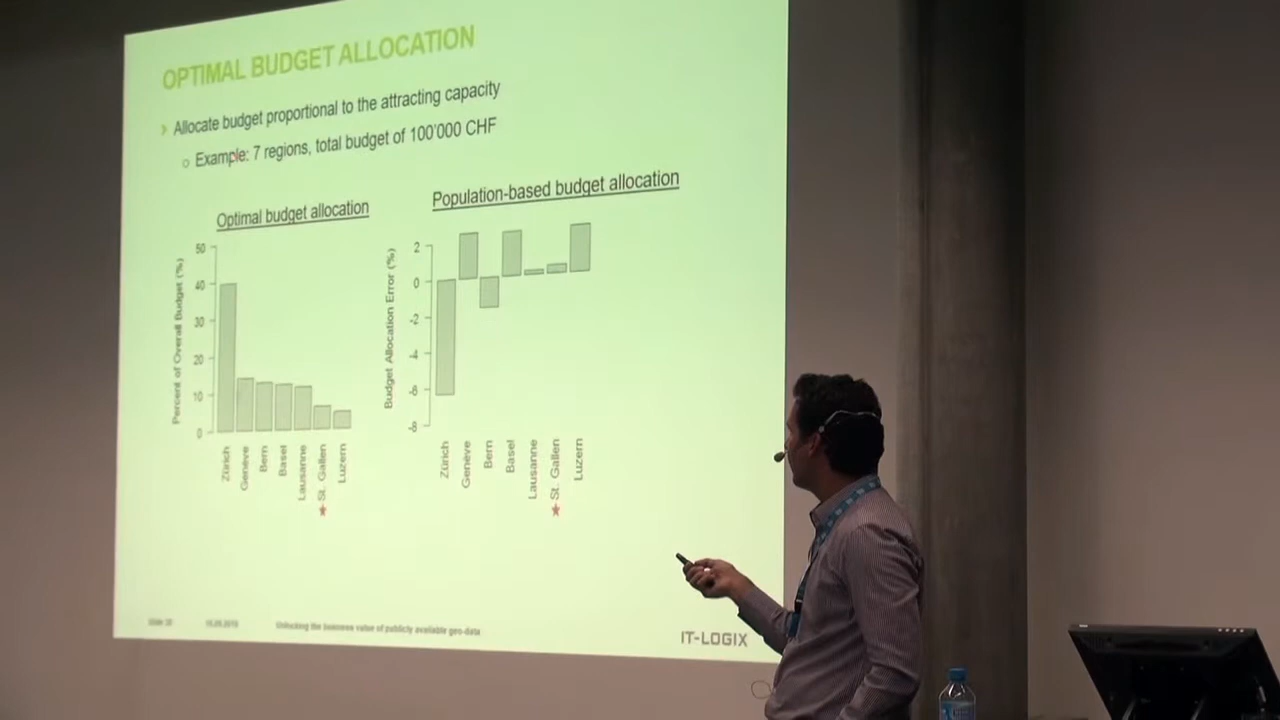 OPTIMAL BUDGET ALLOCATION
Allocate budget proportional to the attracting capacity
Example: 7 regions, total budget of 100'000 CHF
Optimal budget allocation
Percent of Overall Budget (%)
50
40
30
20
10
0
Zürich
Genève
Bern
Basel
Lausanne
St. Gallen
Luzern
Population-based budget allocation
Budget Allocation Error (%)
2
0
-2
-4
-6
-8
Zürich
Genève
Bern
Basel
Lausanne
St. Gallen
Luzern
Slide
Unlocking the business value of publicly available geo-data
IT-LOGIX